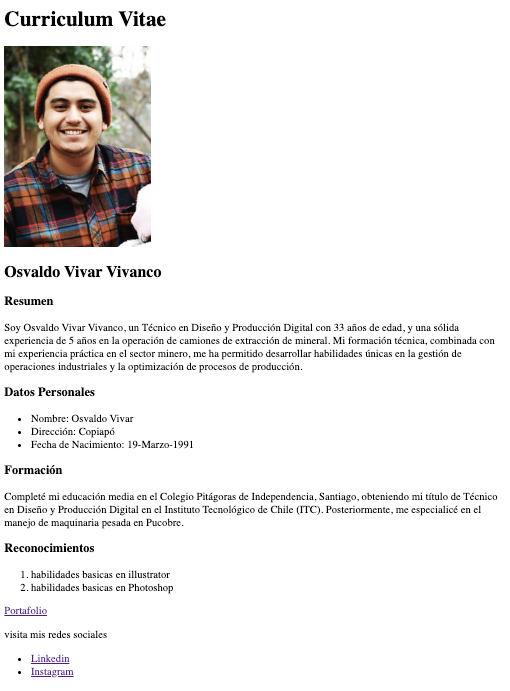 Curriculum Vitae
Osvaldo Vivar Vivanco
Resumen
Soy Osvaldo Vivar Vivanco, un Técnico en Diseño y Producción Digital con 33 años de edad, y una sólida
experiencia de 5 años en la operación de camiones de extracción de mineral. Mi formación técnica, combinada con
mi experiencia práctica en el sector minero, me ha permitido desarrollar habilidades únicas en la gestión de
operaciones industriales y la optimización de procesos de producción.
Datos Personales
• Nombre: Osvaldo Vivar
• Dirección: Copiapó
• Fecha de Nacimiento: 19-Marzo-1991
Formación
Completé mi educación media en el Colegio Pitágoras de Independencia, Santiago, obteniendo mi título de Técnico
en Diseño y Producción Digital en el Instituto Tecnológico de Chile (ITC). Posteriormente, me especialicé en el
manejo de maquinaria pesada en Pucobre.
Reconocimientos
1. habilidades basicas en illustrator
2. habilidades basicas en Photoshop
Portafolio
visita mis redes sociales
• Linkedin
• Instagram